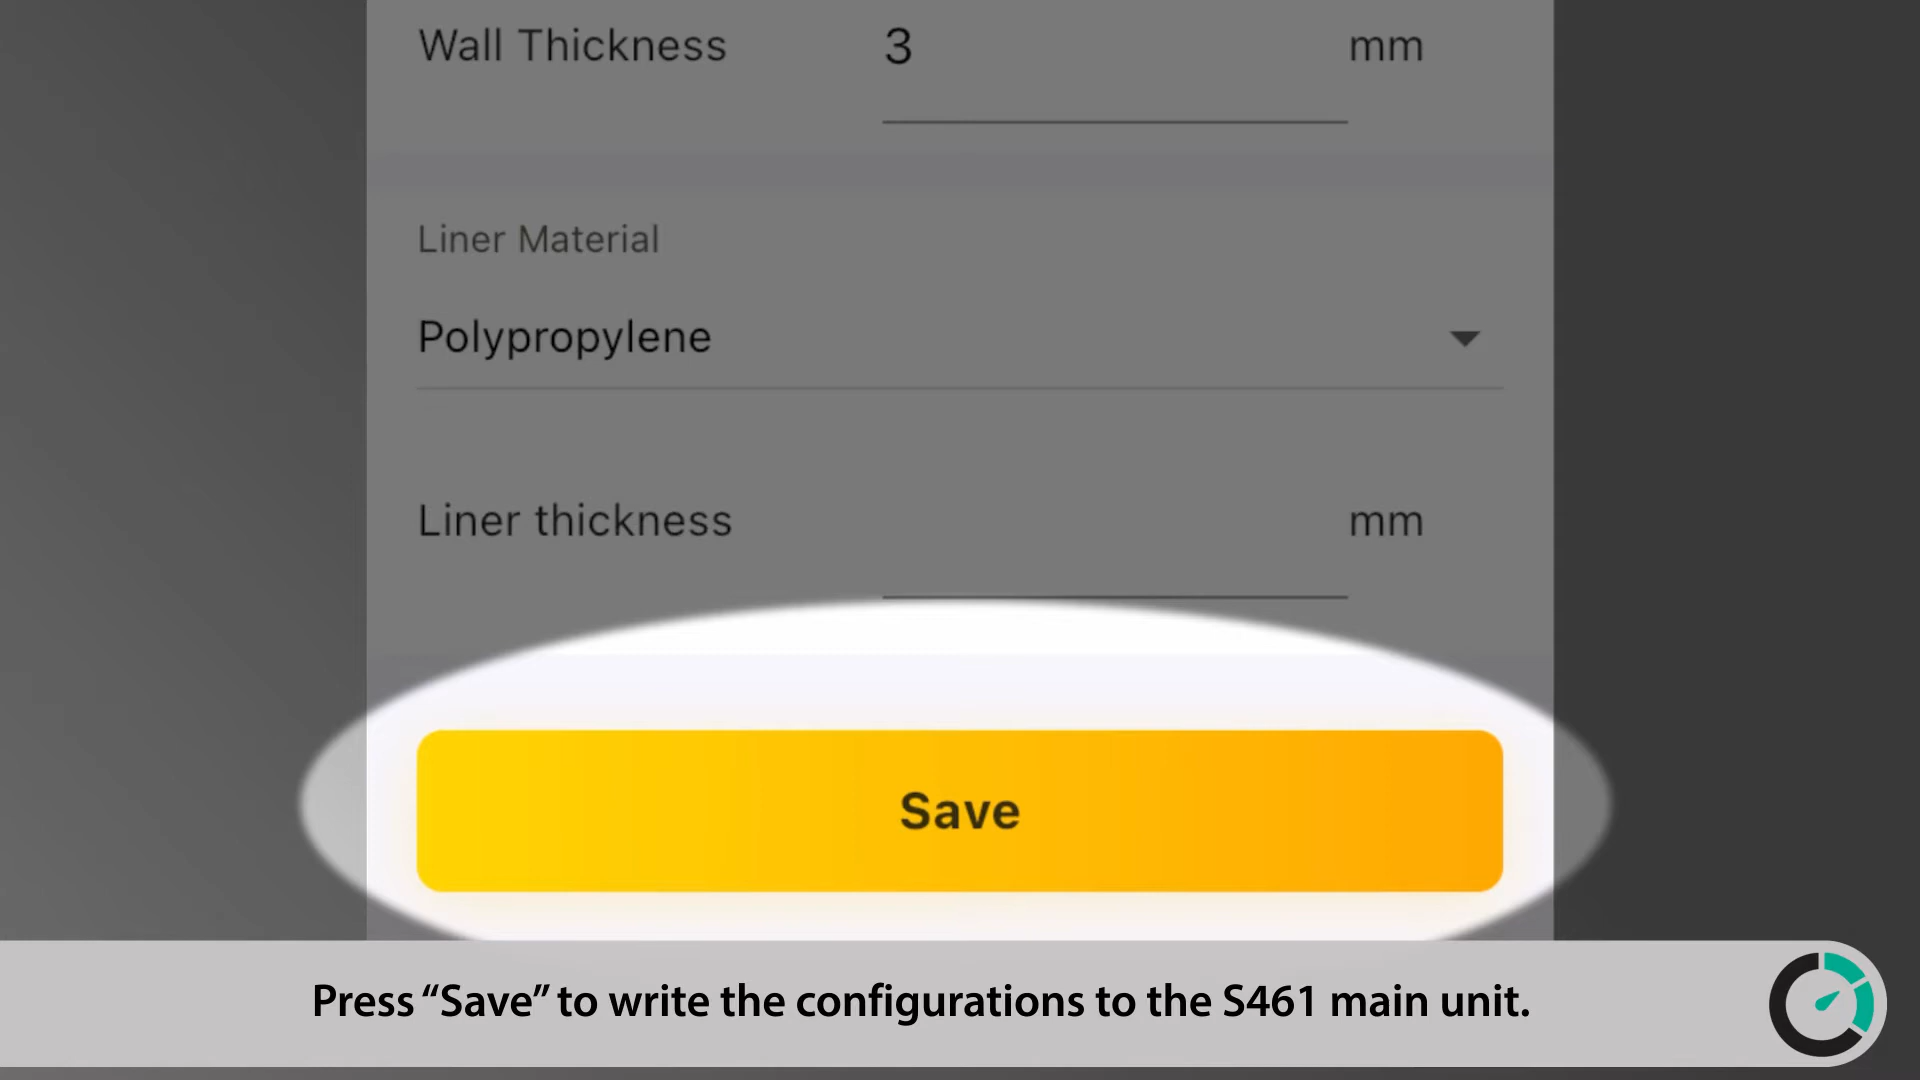 Wall Thickness 3 mm
Liner Material
Polypropylene
Liner thickness mm
Save
Press “Save” to write the configurations to the S461 main unit.